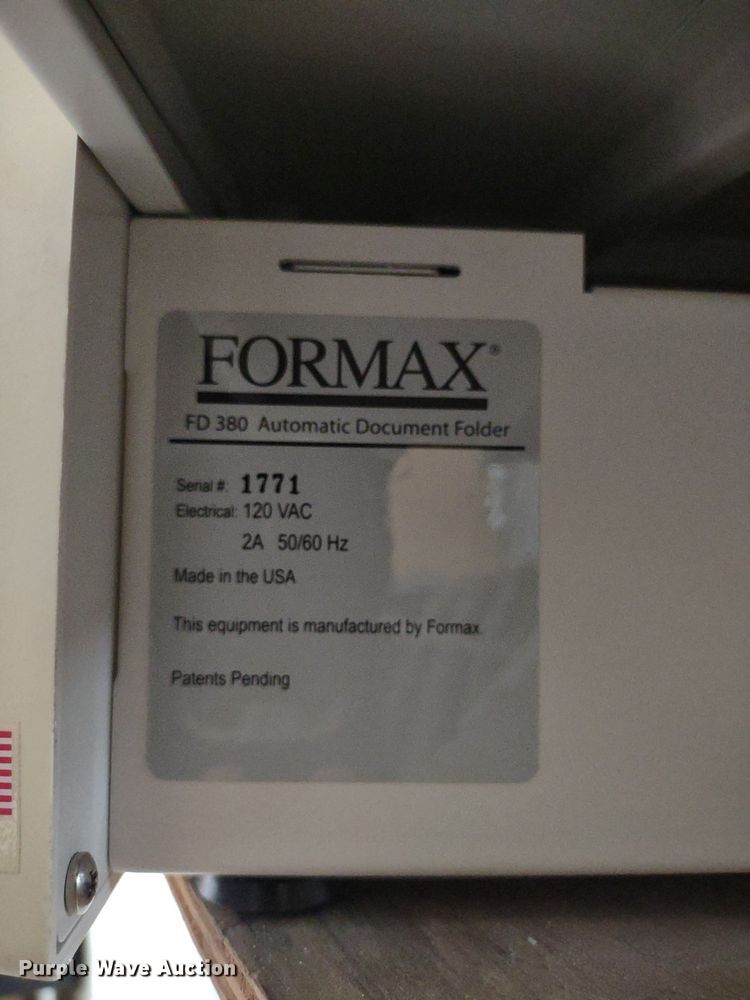 FORMAX®
FD 380 Automatic Document Folder
Serial #: 1771
Electrical: 120 VAC
2A 50/60 Hz
Made in the USA
This equipment is manufactured by Formax.
Patents Pending
Purple Wave Auction